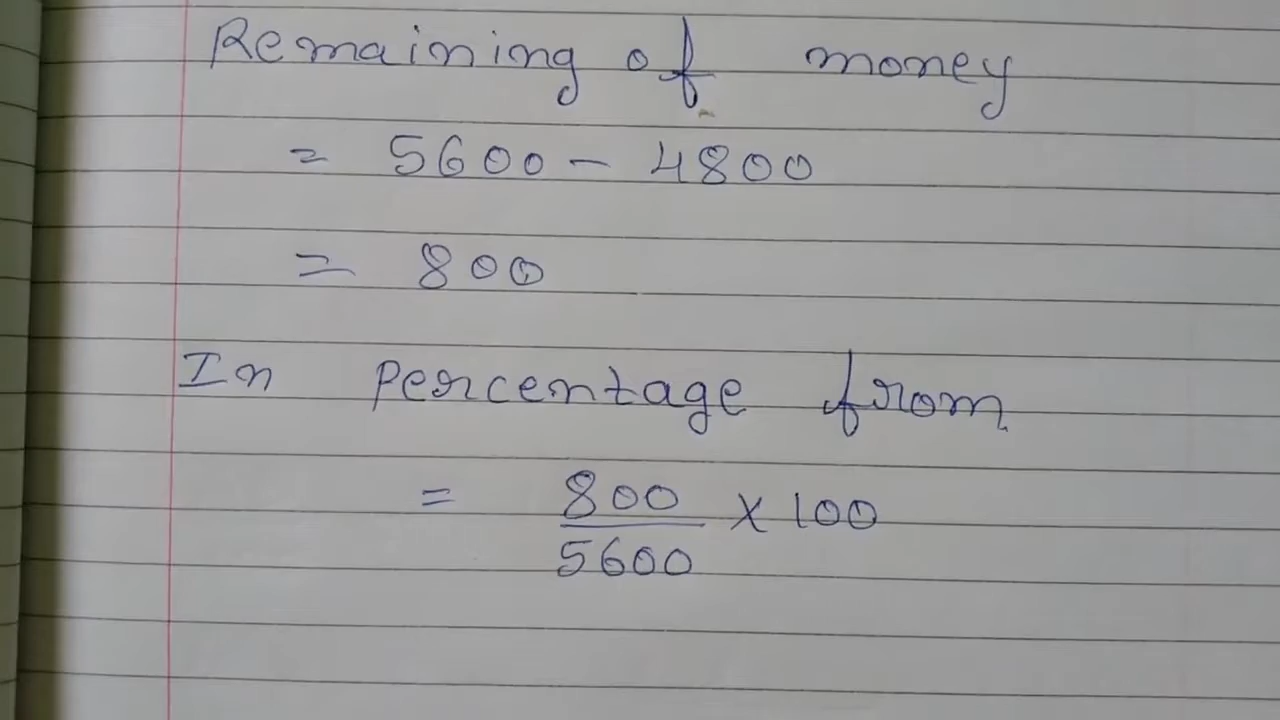 Remaining of money
= 5600 - 4800
= 800
In percentage from
= 800/5600 × 100